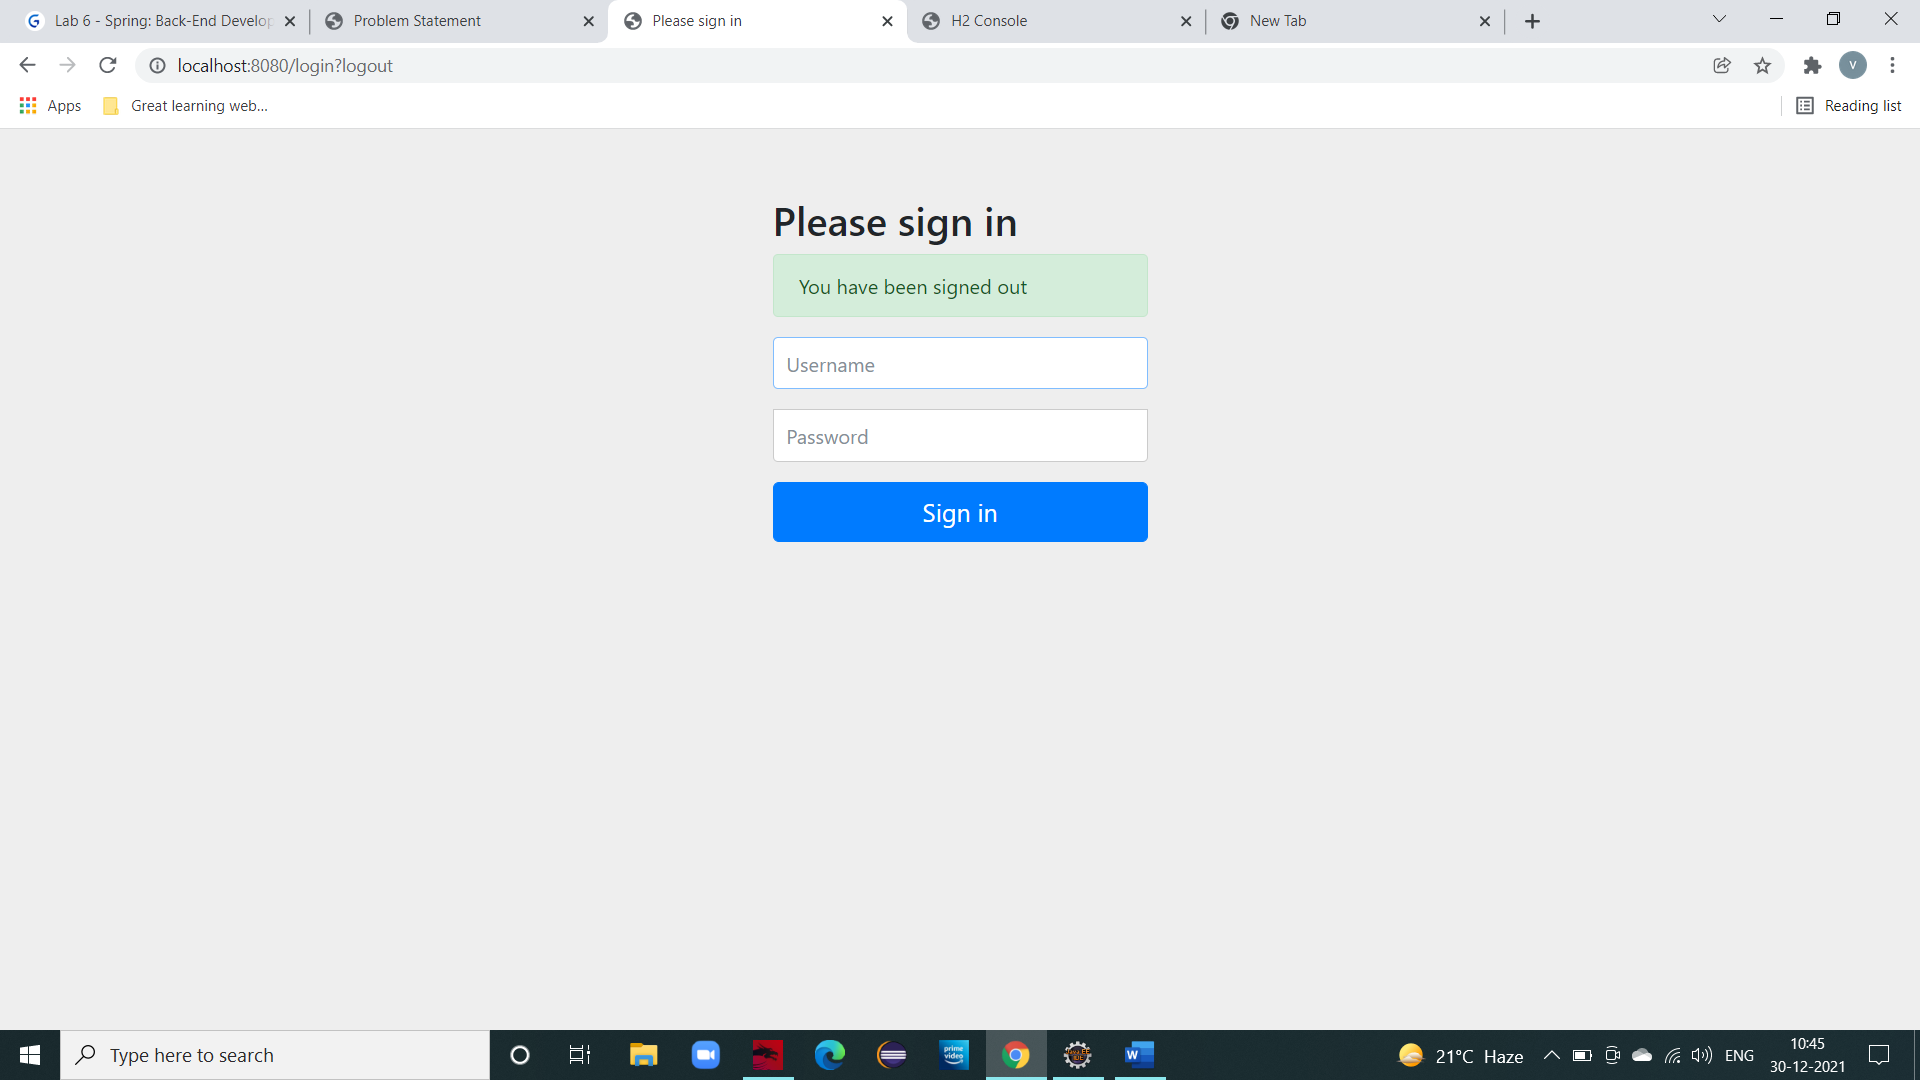 Lab 6 - Spring: Back-End Develop
Problem Statement
Please sign in
H2 Console
New Tab
localhost:8080/login?logout
V
Apps
Great learning web...
Reading list
Please sign in
You have been signed out
Username
Password
Sign in
Type here to search
prime video
W
21°C Haze
ENG
10:45
30-12-2021